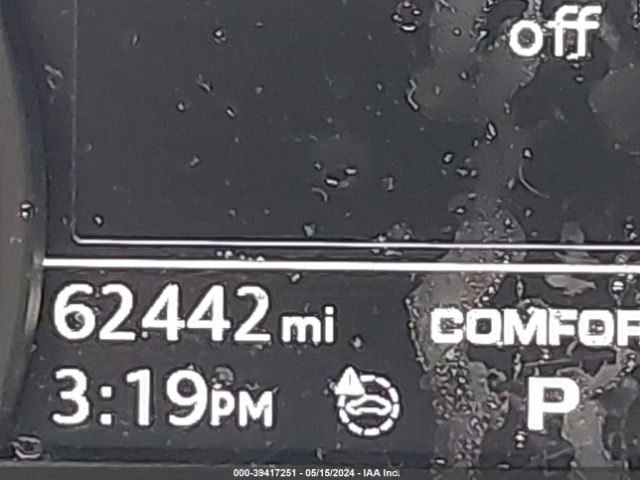 off
62442 mi COMFOR
3:19PM P
000-39417251 - 05/15/2024 - IAA Inc.